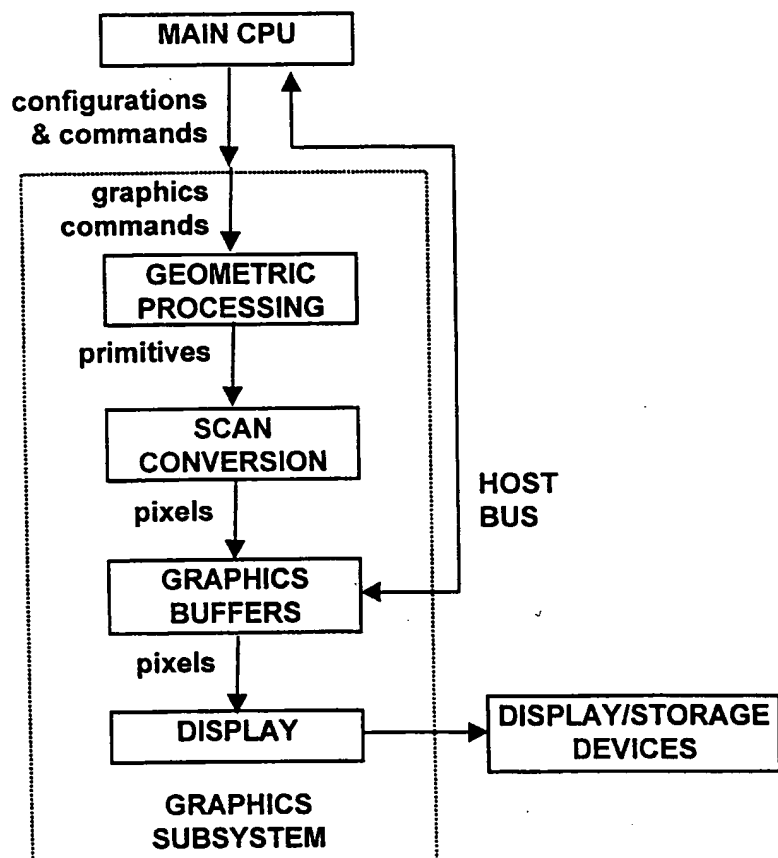 MAIN CPU
configurations
& commands
graphics
commands
GEOMETRIC
PROCESSING
primitives
SCAN
CONVERSION
pixels
HOST
BUS
GRAPHICS
BUFFERS
pixels
DISPLAY
DISPLAY/STORAGE
DEVICES
GRAPHICS
SUBSYSTEM